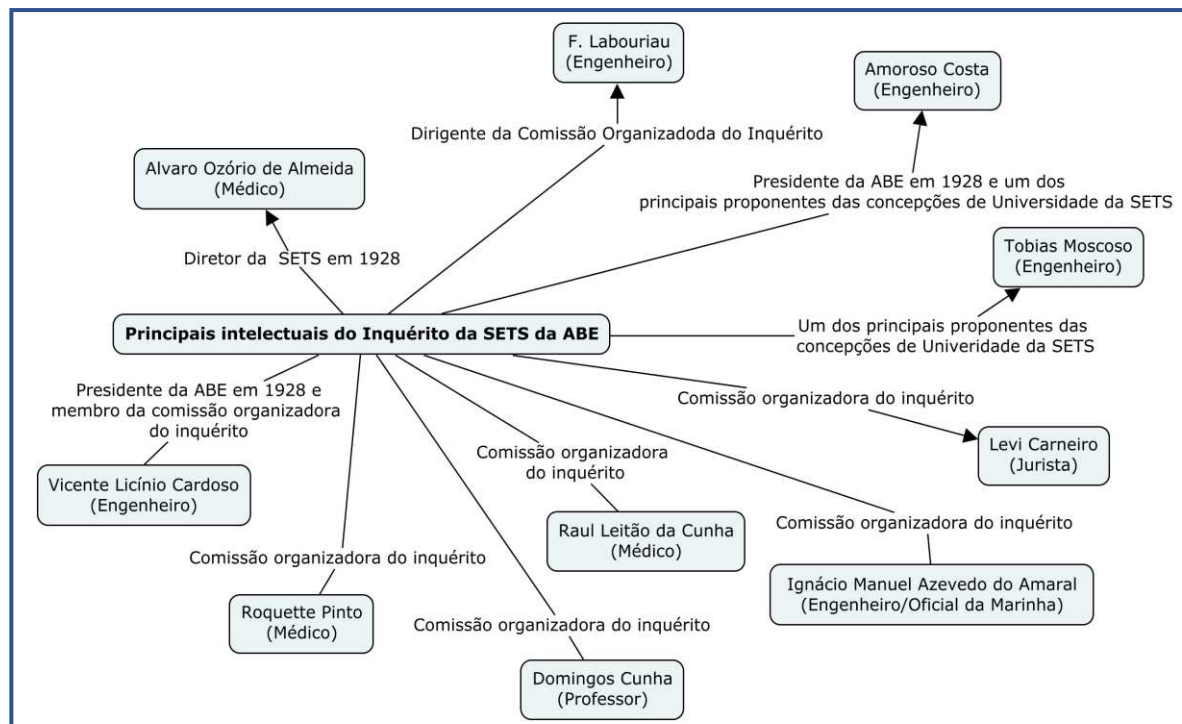 F. Labouriau
(Engenheiro)
Amoroso Costa
(Engenheiro)
Dirigente da Comissão Organizadoda do Inquérito
Alvaro Ozório de Almeida
(Médico)
Presidente da ABE em 1928 e um dos
principais proponentes das concepções de Universidade da SETS
Diretor da SETS em 1928
Tobias Moscoso
(Engenheiro)
Principais intelectuais do Inquérito da SETS da ABE
Um dos principais proponentes das
concepções de Univeridade da SETS
Presidente da ABE em 1928 e
membro da comissão organizadora
do inquérito
Comissão organizadora do inquérito
Levi Carneiro
(Jurista)
Comissão organizadora
do inquérito
Vicente Licínio Cardoso
(Engenheiro)
Comissão organizadora do inquérito
Raul Leitão da Cunha
(Médico)
Comissão organizadora do inquérito
Ignácio Manuel Azevedo do Amaral
(Engenheiro/Oficial da Marinha)
Roquette Pinto
(Médico)
Comissão organizadora do inquérito
Domingos Cunha
(Professor)